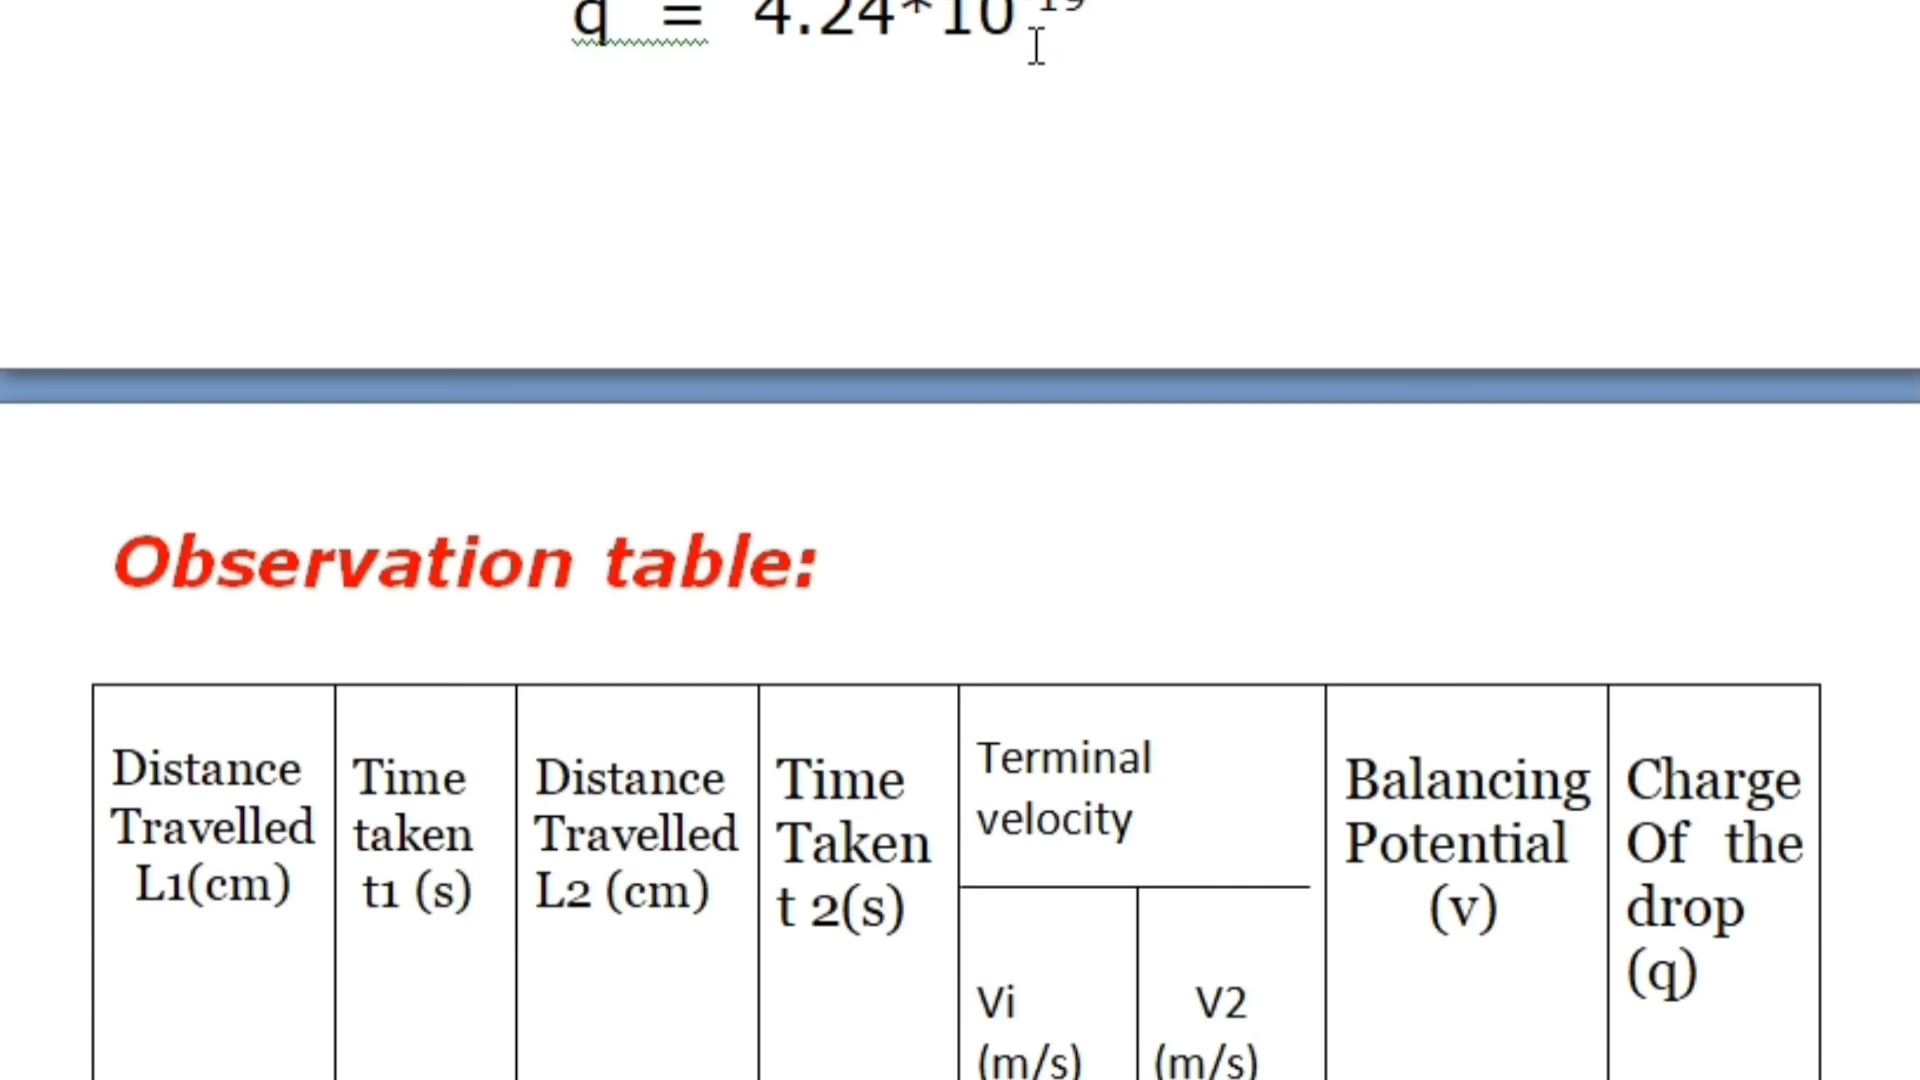 q = 4.24*10-19
Observation table:
Distance
Travelled
L1(cm)
Time
taken
t1 (s)
Distance
Travelled
L2 (cm)
Time
Taken
t 2(s)
Terminal
velocity
Vi
(m/s)
V2
(m/s)
Balancing
Potential
(v)
Charge
Of the
drop
(q)